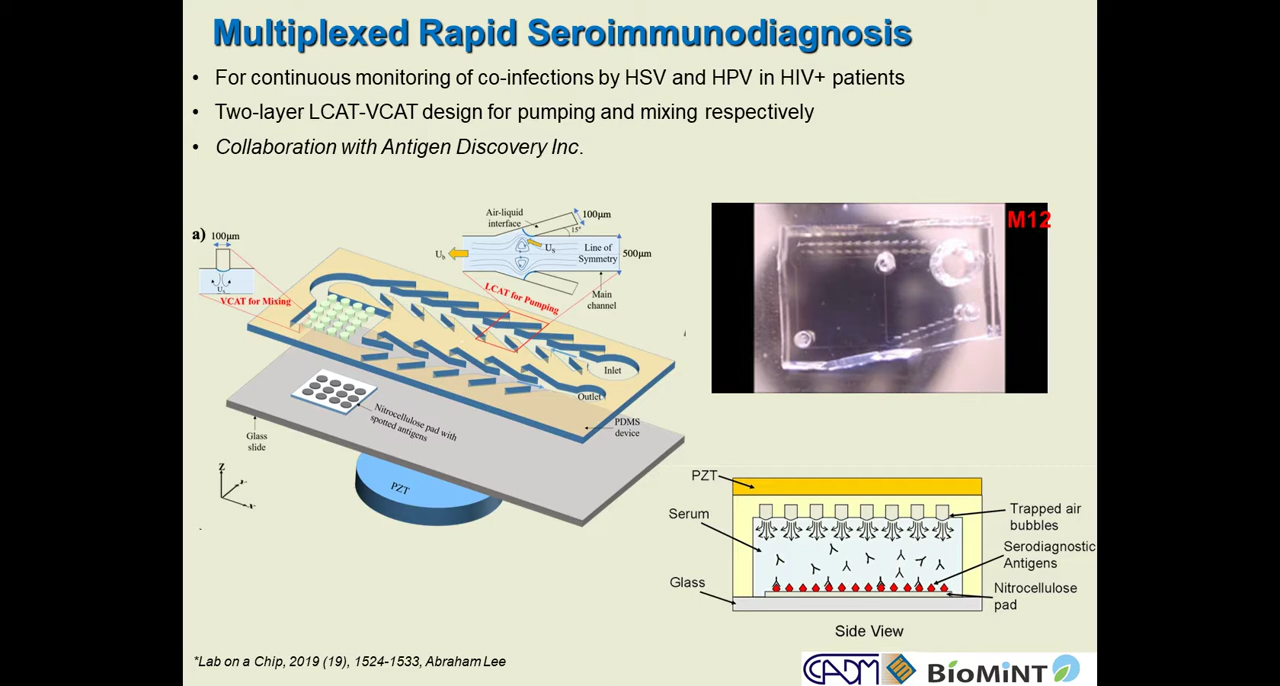 Multiplexed Rapid Seroimmunodiagnosis
• For continuous monitoring of co-infections by HSV and HPV in HIV+ patients
• Two-layer LCAT-VCAT design for pumping and mixing respectively
• Collaboration with Antigen Discovery Inc.
a)
100μm
VCAT for Mixing
Air-liquid
interface
100μm
15°
Us
Ub
Line of
Symmetry
500μm
Main
channel
LCAT for Pumping
Inlet
Outlet
Nitrocellulose pad with
spotted antigens
PDMS
device
Glass
slide
PZT
Z
M12
PZT
Serum
Glass
Trapped air
bubbles
Serodiagnostic
Antigens
Nitrocellulose
pad
Side View
*Lab on a Chip, 2019 (19), 1524-1533, Abraham Lee
CADM
BioMiNT